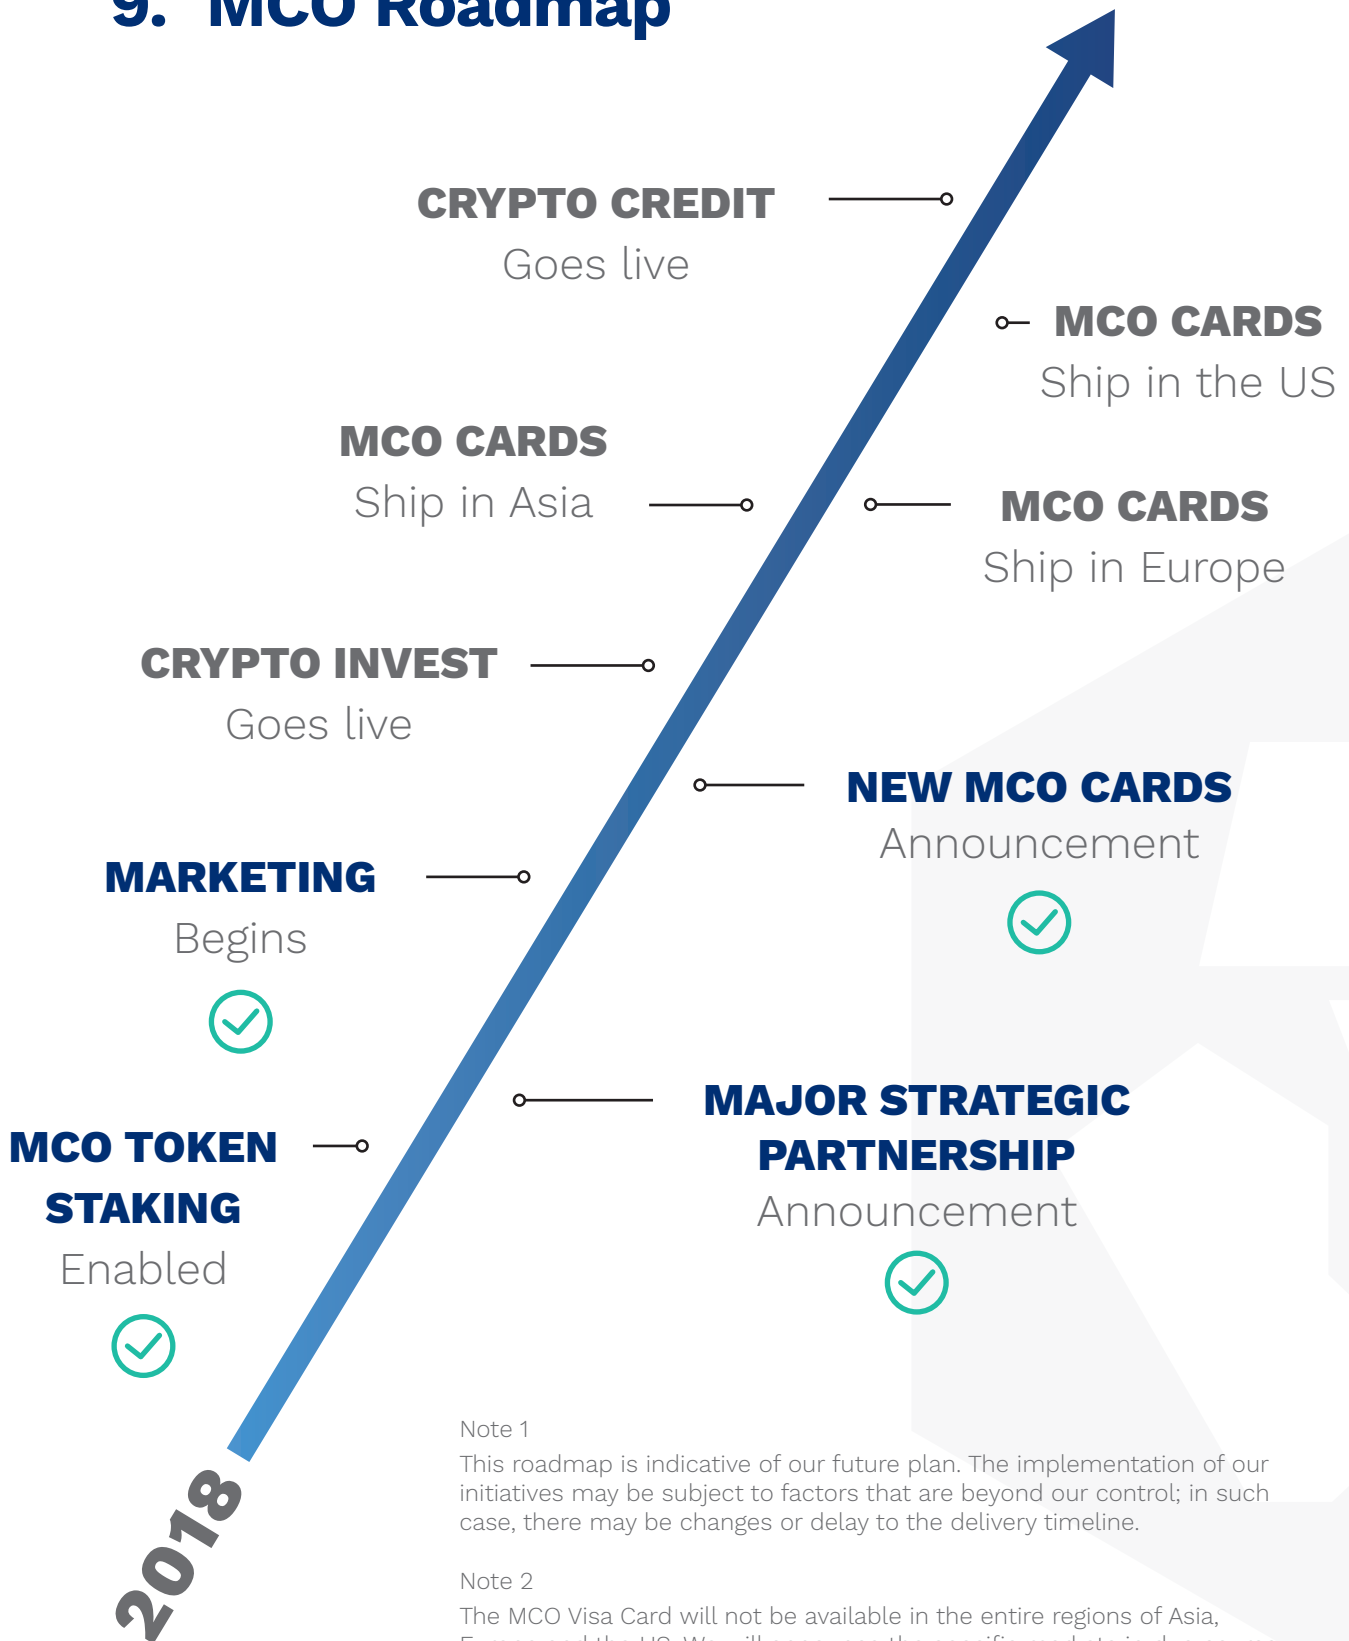 9. MCO Roadmap
CRYPTO CREDIT
Goes live
MCO CARDS
Ship in the US
MCO CARDS
Ship in Asia
MCO CARDS
Ship in Europe
CRYPTO INVEST
Goes live
NEW MCO CARDS
Announcement
MARKETING
Begins
MAJOR STRATEGIC
PARTNERSHIP
Announcement
MCO TOKEN
STAKING
Enabled
2018
Note 1
This roadmap is indicative of our future plan. The implementation of our
initiatives may be subject to factors that are beyond our control; in such
case, there may be changes or delay to the delivery timeline.
Note 2
The MCO Visa Card will not be available in the entire regions of Asia,